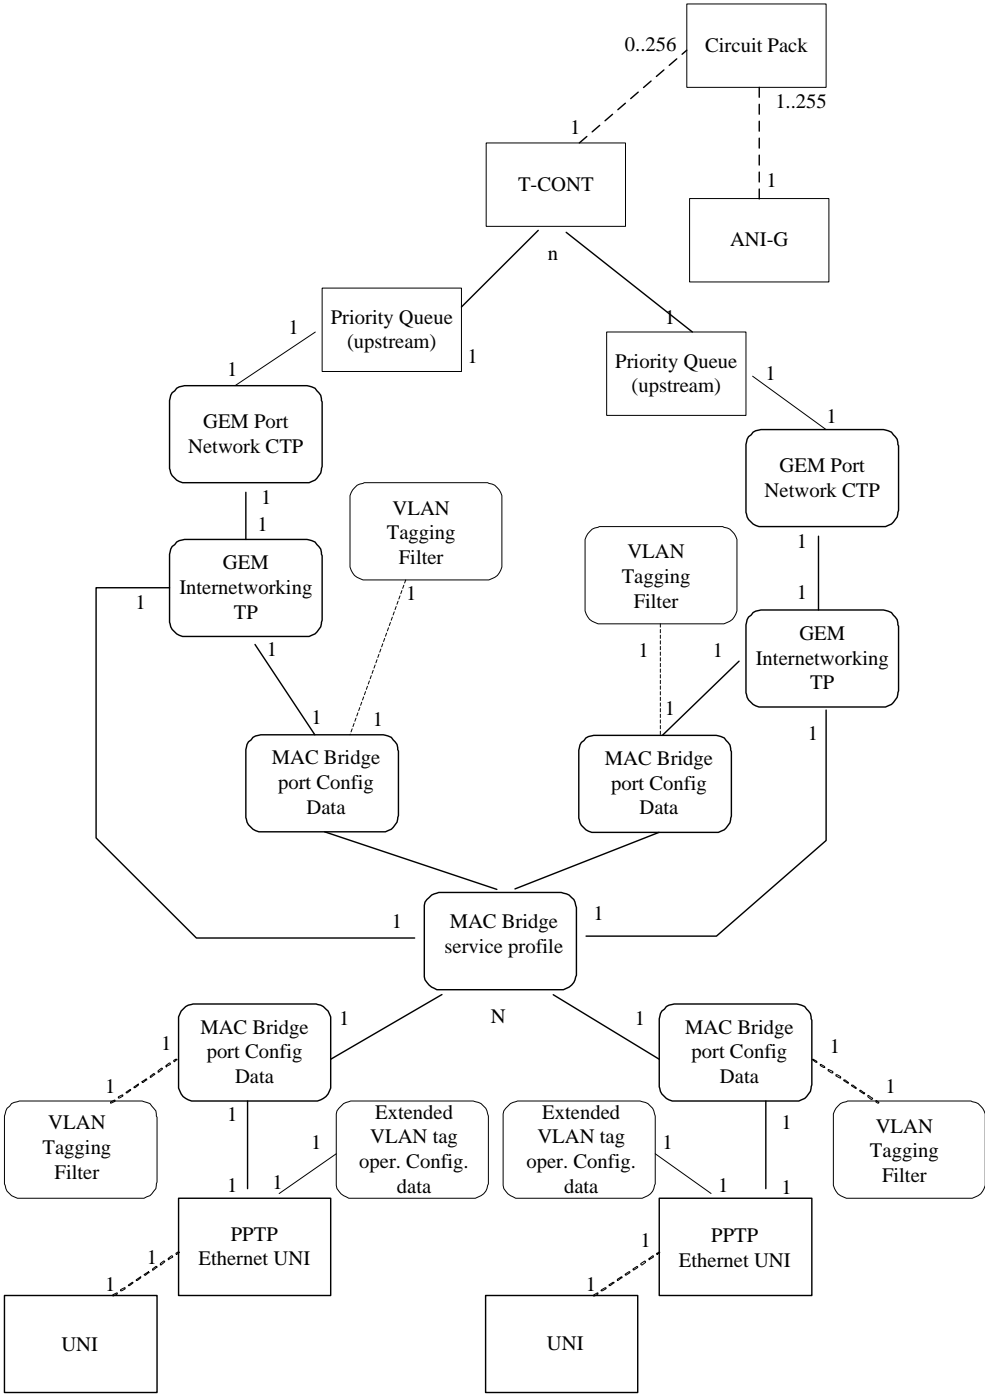 0..256
Circuit Pack
1..255
1
T-CONT
1
ANI-G
n
Priority Queue
(upstream)
1
1
1
Priority Queue
(upstream)
1
1
1
1
GEM Port
Network CTP
GEM Port
Network CTP
1
1
VLAN
Tagging
Filter
1
1
VLAN
Tagging
Filter
1
GEM
Internetworking
TP
1
1
1
1
1
GEM
Internetworking
TP
1
1
1
1
1
MAC Bridge
port Config
Data
MAC Bridge
port Config
Data
1
MAC Bridge
service profile
1
N
1
MAC Bridge
port Config
Data
1
1
MAC Bridge
port Config
Data
1
1
1
1
1
VLAN
Tagging
Filter
Extended
VLAN tag
oper. Config.
data
1
Extended
VLAN tag
oper. Config.
data
1
VLAN
Tagging
Filter
1
1
1
1
PPTP
Ethernet UNI
1
PPTP
Ethernet UNI
1
1
1
UNI
UNI